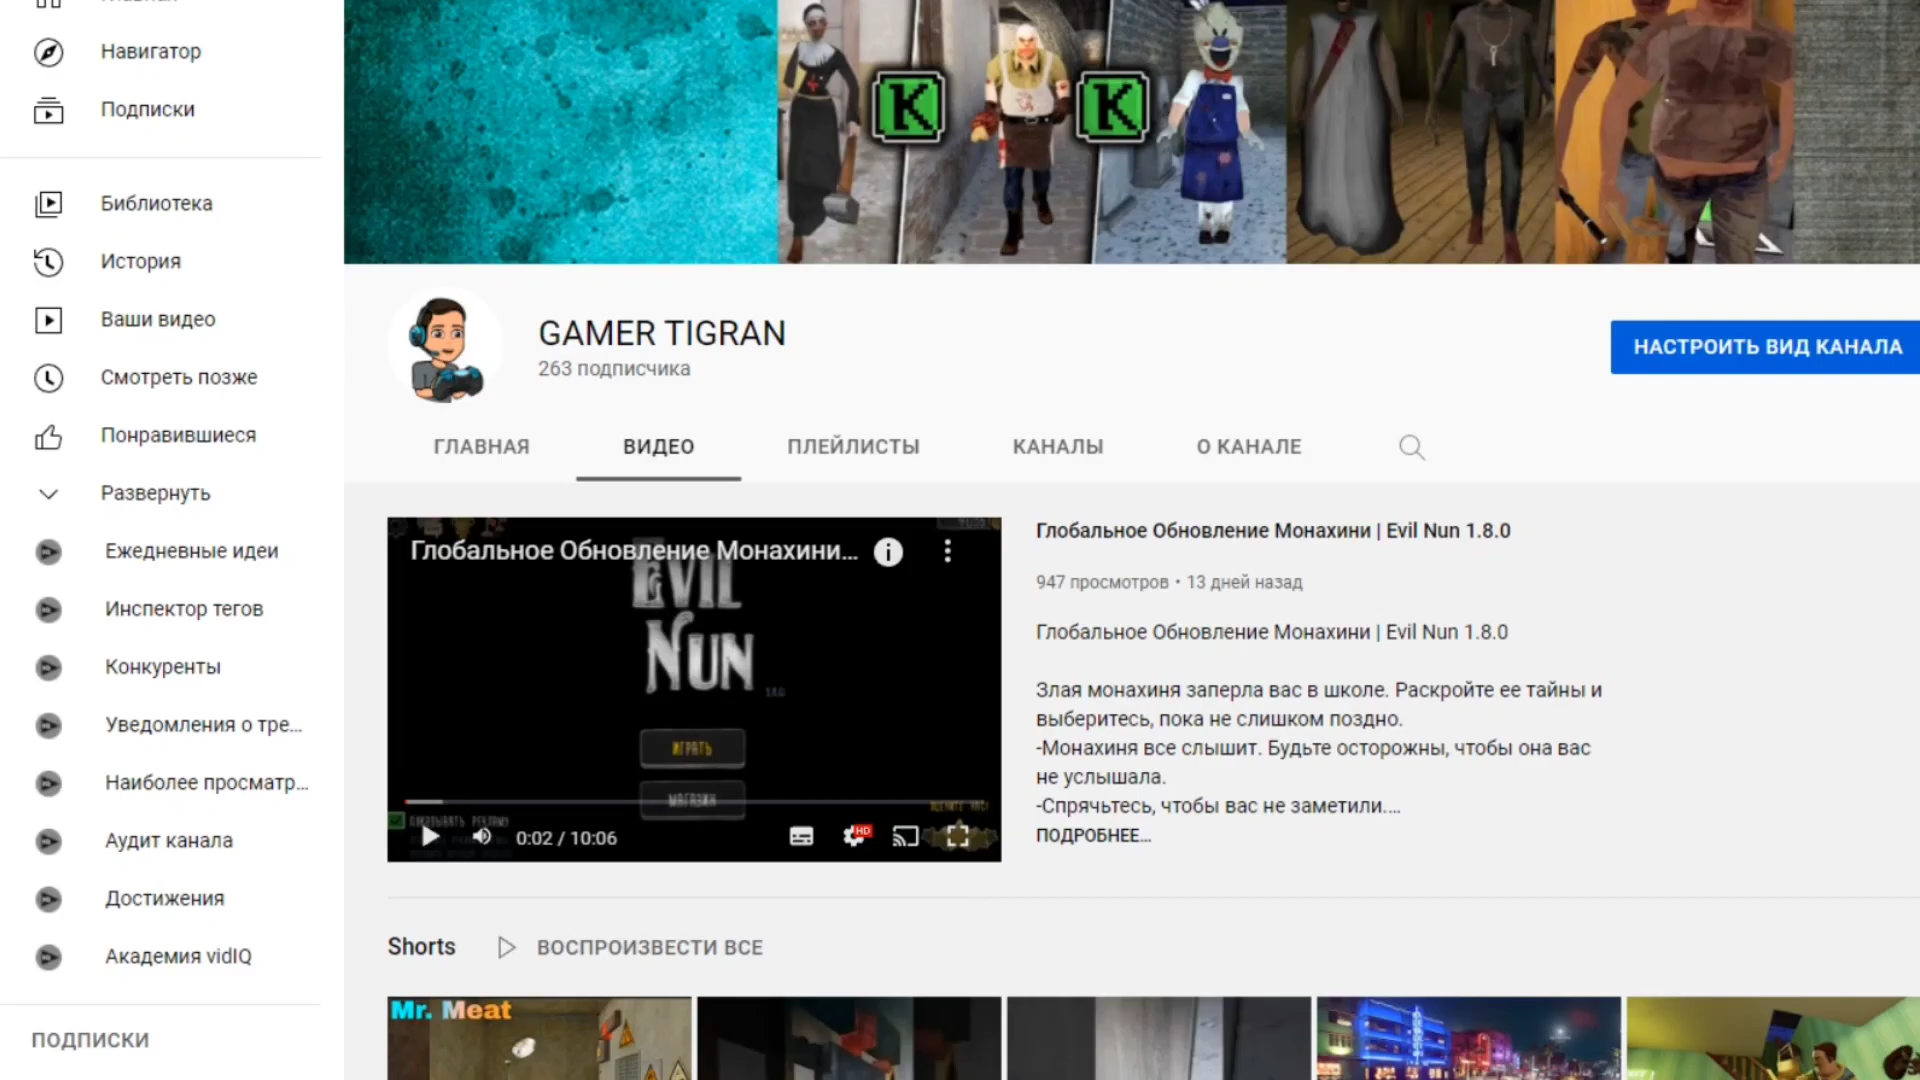 Навигатор
Подписки
Библиотека
История
Ваши видео
Смотреть позже
Понравившиеся
Развернуть
Ежедневные идеи
Инспектор тегов
Конкуренты
Уведомления о тре...
Наиболее просматр...
Аудит канала
Достижения
Академия vidIQ
ПОДПИСКИ
K
K
GAMER TIGRAN
263 подписчика
НАСТРОИТЬ ВИД КАНАЛА
ГЛАВНАЯ
ВИДЕО
ПЛЕЙЛИСТЫ
КАНАЛЫ
О КАНАЛЕ
Глобальное Обновление Монахини...
EVIL
NUN
ИГРАТЬ
МАГАЗИН
0:02 / 10:06
HD
Глобальное Обновление Монахини | Evil Nun 1.8.0
947 просмотров • 13 дней назад
Глобальное Обновление Монахини | Evil Nun 1.8.0
Злая монахиня заперла вас в школе. Раскройте ее тайны и
выберитесь, пока не слишком поздно.
-Монахиня все слышит. Будьте осторожны, чтобы она вас
не услышала.
-Спрячьтесь, чтобы вас не заметили....
ПОДРОБНЕЕ...
Shorts
ВОСПРОИЗВЕСТИ ВСЕ
Mr. Meat